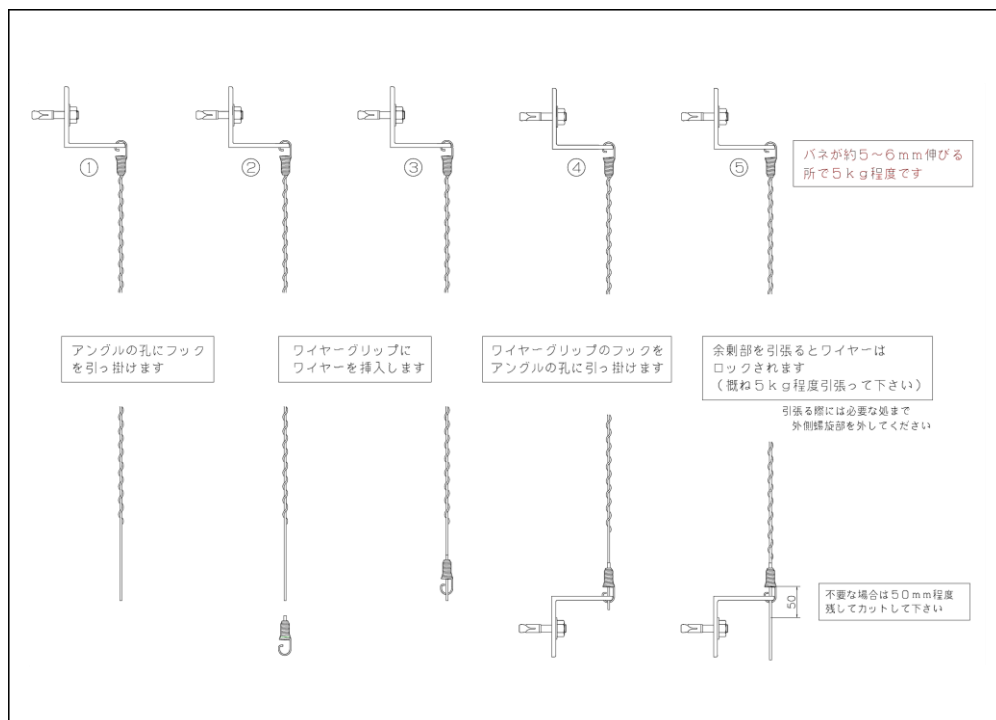 ①
②
③
④
⑤
バネが約5～6mm伸びる
所で5kg程度です
アングルの孔にフック
を引っ掛けます
ワイヤーグリップに
ワイヤーを挿入します
ワイヤーグリップのフックを
アングルの孔に引っ掛けます
余剰部を引張るとワイヤーは
ロックされます
(概ね5kg程度引張って下さい)
引張る際には必要な処まで
外側螺旋部を外してください
50
不要な場合は50mm程度
残してカットして下さい